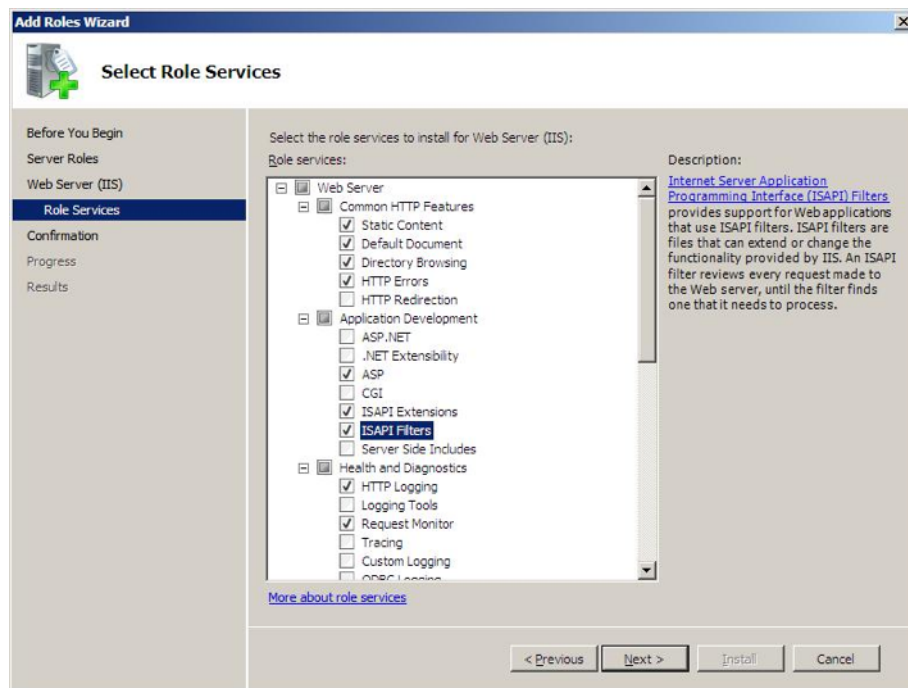 Add Roles Wizard
Select Role Services
Before You Begin
Server Roles
Web Server (IIS)
Role Services
Confirmation
Progress
Results
Select the role services to install for Web Server (IIS):
Role services:
Web Server
Common HTTP Features
Static Content
Default Document
Directory Browsing
HTTP Errors
HTTP Redirection
Application Development
ASP.NET
.NET Extensibility
ASP
CGI
ISAPI Extensions
ISAPI Filters
Server Side Includes
Health and Diagnostics
HTTP Logging
Logging Tools
Request Monitor
Tracing
Custom Logging
ODBC Logging
More about role services
Description:
Internet Server Application
Programming Interface (ISAPI) Filters
provides support for Web applications
that use ISAPI filters. ISAPI filters are
files that can extend or change the
functionality provided by IIS. An ISAPI
filter reviews every request made to
the Web server, until the filter finds
one that it needs to process.
< Previous
Next >
Install
Cancel